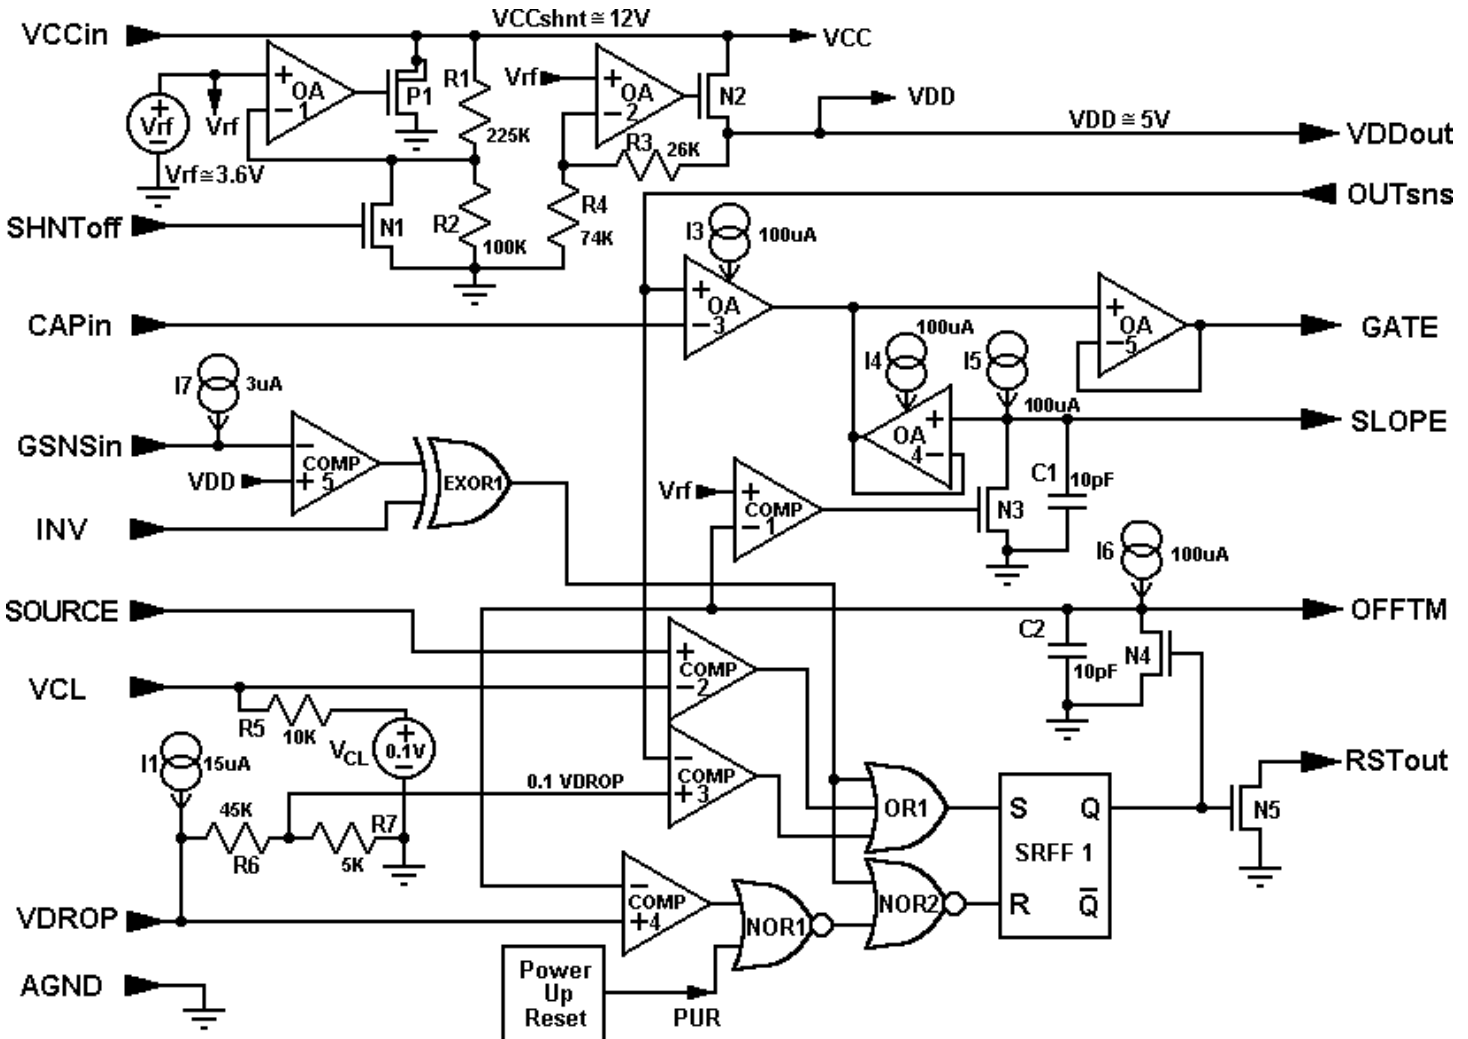 VCCshnt ≅ 12V
VCCin
VCC
+
OA
−
1
P1
R1
225K
Vrf
+
OA
−
2
N2
VDD
VDD ≅ 5V
VDDout
+
Vrf
−
Vrf
Vrf≅3.6V
R3
26K
OUTsns
SHNToff
N1
R2
100K
R4
74K
I3
100uA
+
OA
−
3
CAPin
+
OA
−
5
GATE
100uA
I4
I5
100uA
I7
3uA
GSNSin
−
COMP
+
5
VDD
EXOR1
+
OA
4
−
SLOPE
C1
10pF
Vrf
+
COMP
−
1
N3
INV
I6
100uA
SOURCE
OFFTM
C2
10pF
N4
+
COMP
−
2
VCL
R5
10K
VCL
+
0.1V
−
I1
15uA
−
COMP
+
3
0.1 VDROP
RSTout
45K
R6
R7
5K
OR1
S
Q
SRFF 1
R
Q̅
N5
VDROP
−
COMP
+4
NOR1
NOR2
AGND
Power
Up
Reset
PUR